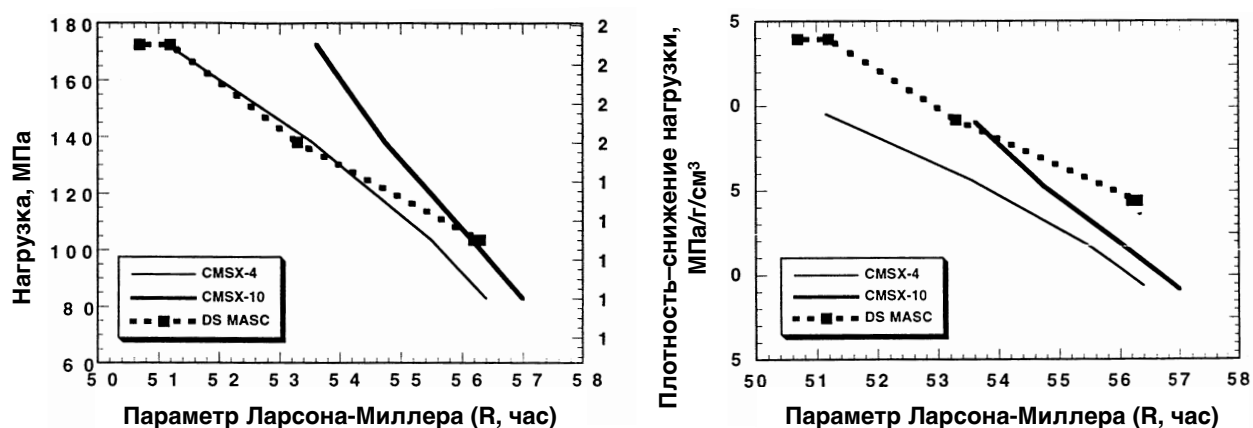 Нагрузка, МПа
180
160
140
120
100
80
60
2
2
2
2
1
1
1
1
1
CMSX-4
CMSX-10
DS MASC
50 51 52 53 54 55 56 57 58
Параметр Ларсона-Миллера (R, час)
Плотность–снижение нагрузки,
МПа/г/см³
5
0
5
0
5
CMSX-4
CMSX-10
DS MASC
50 51 52 53 54 55 56 57 58
Параметр Ларсона-Миллера (R, час)